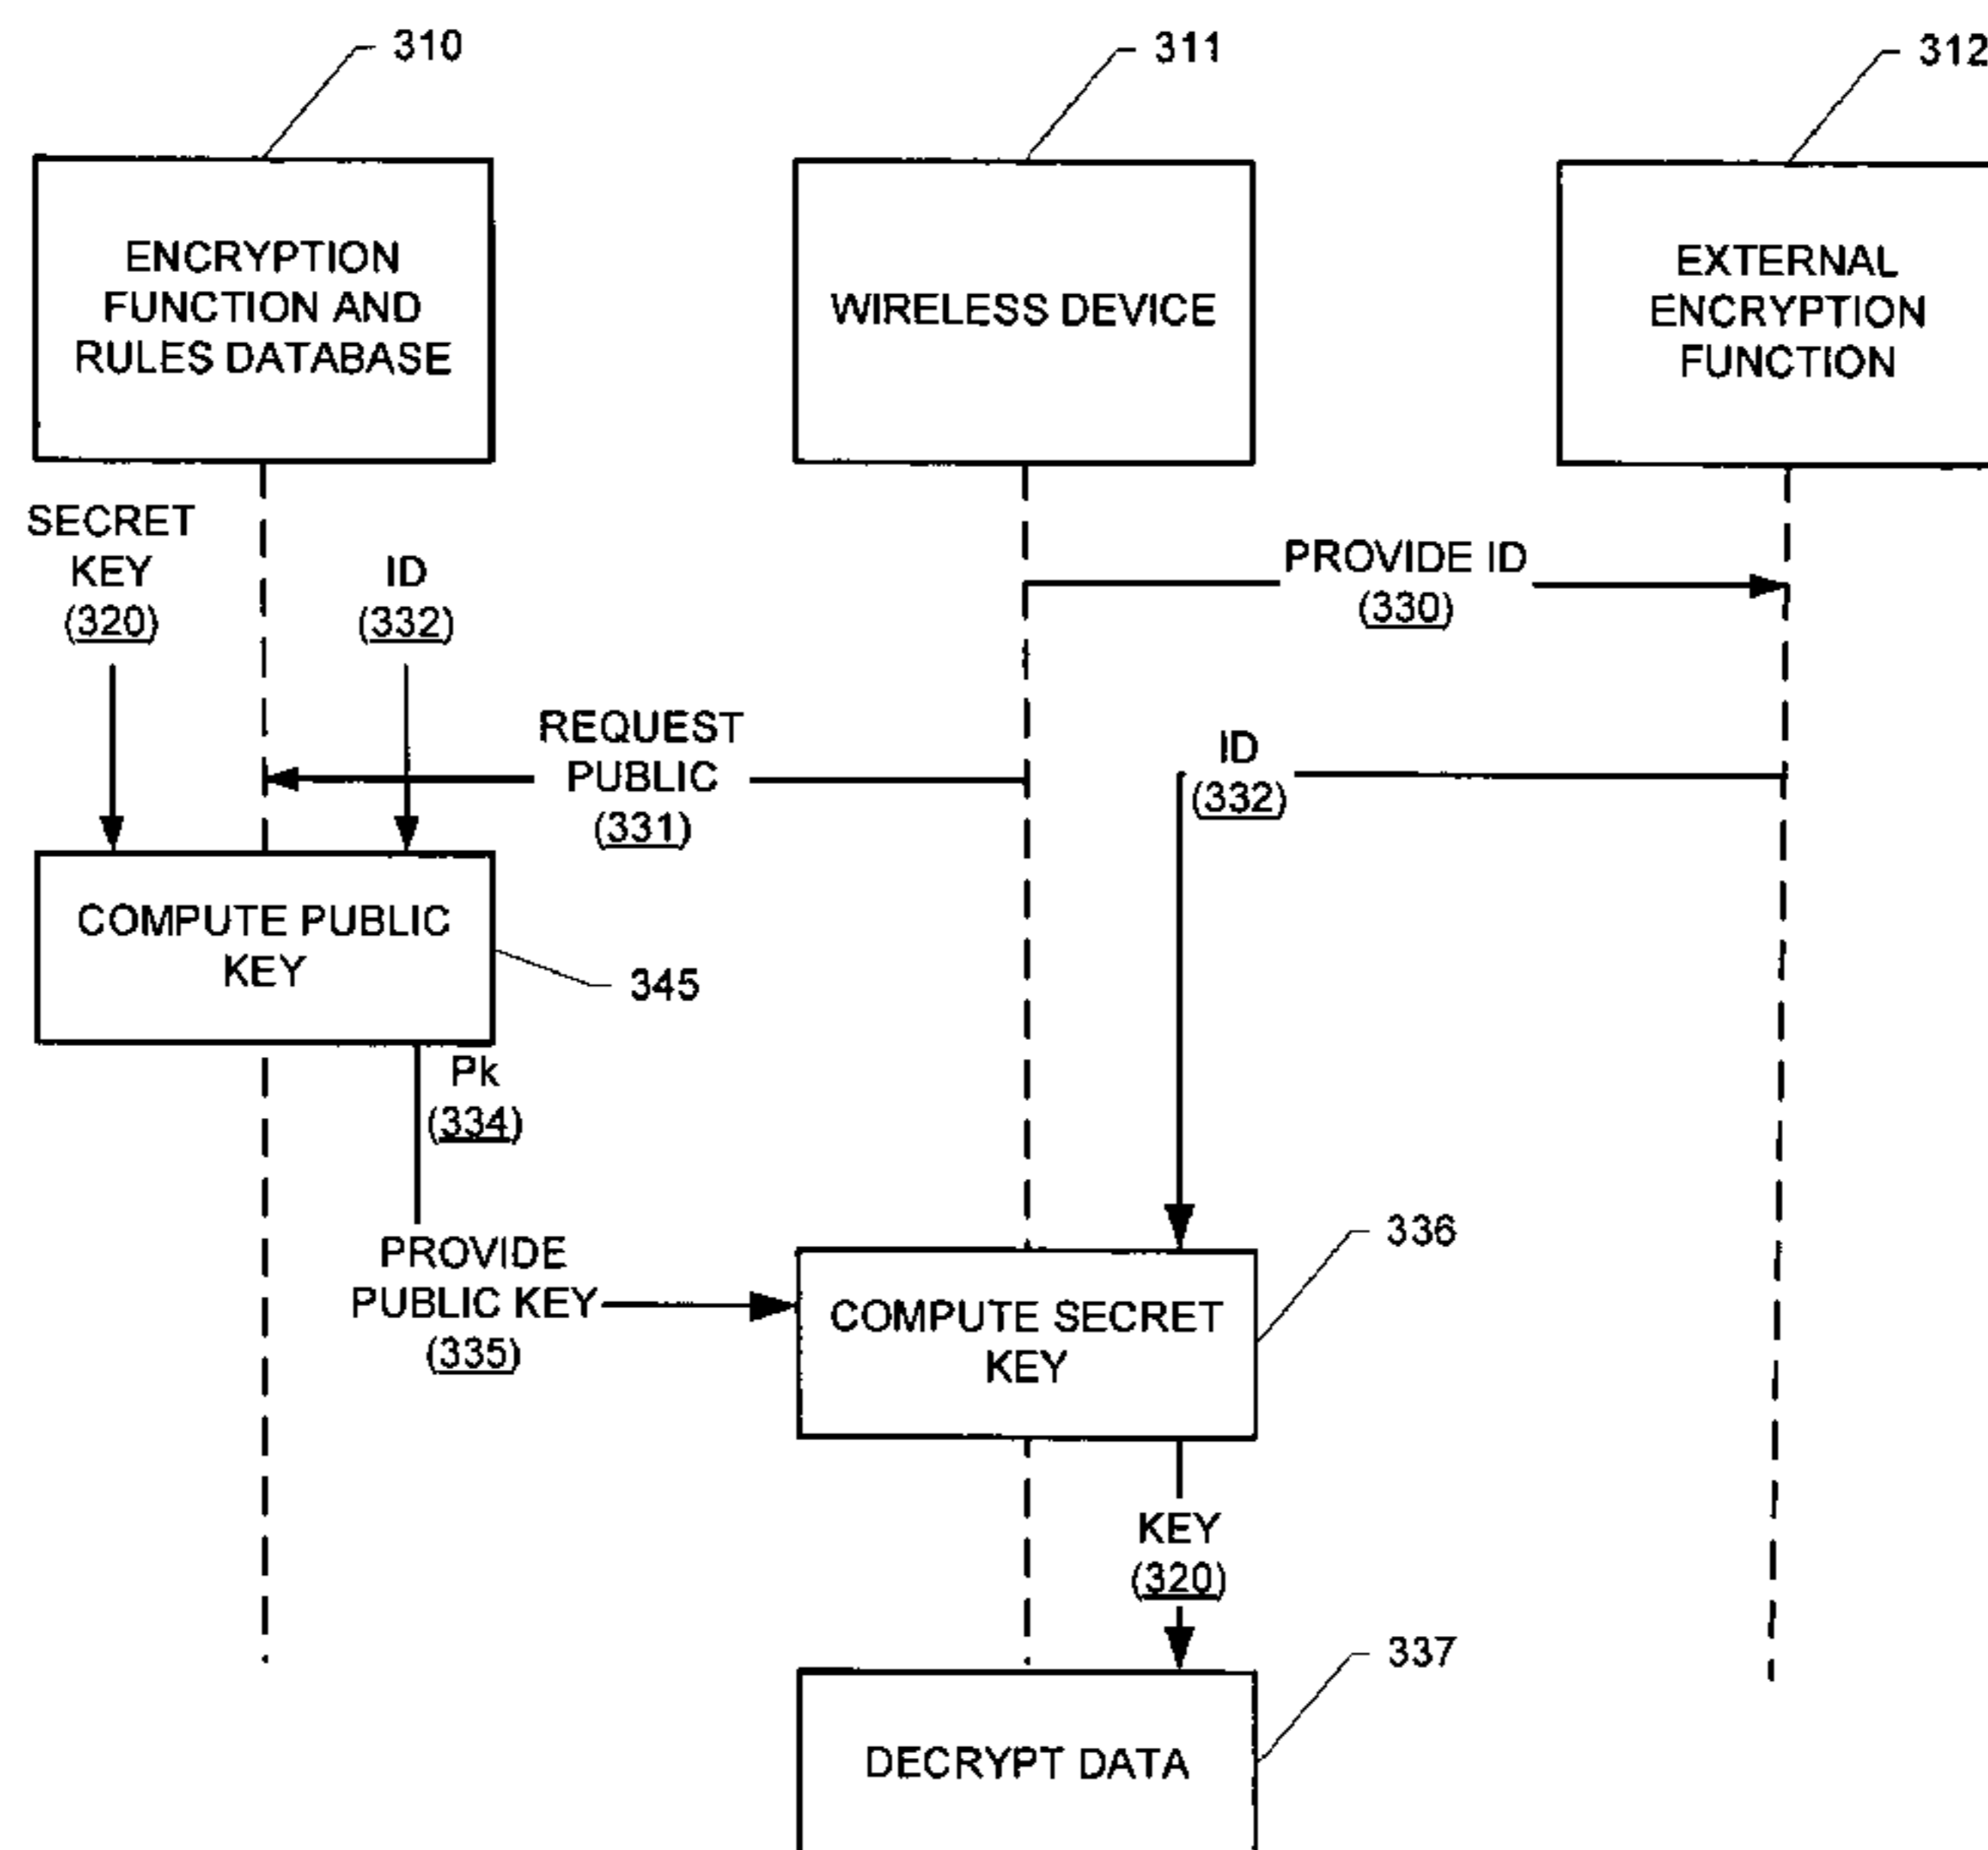 310
311
312
ENCRYPTION
FUNCTION AND
RULES DATABASE
WIRELESS DEVICE
EXTERNAL
ENCRYPTION
FUNCTION
SECRET
KEY
(320)
ID
(332)
PROVIDE ID
(330)
REQUEST
PUBLIC
(331)
ID
(332)
COMPUTE PUBLIC
KEY
345
Pk
(334)
PROVIDE
PUBLIC KEY
(335)
336
COMPUTE SECRET
KEY
KEY
(320)
337
DECRYPT DATA